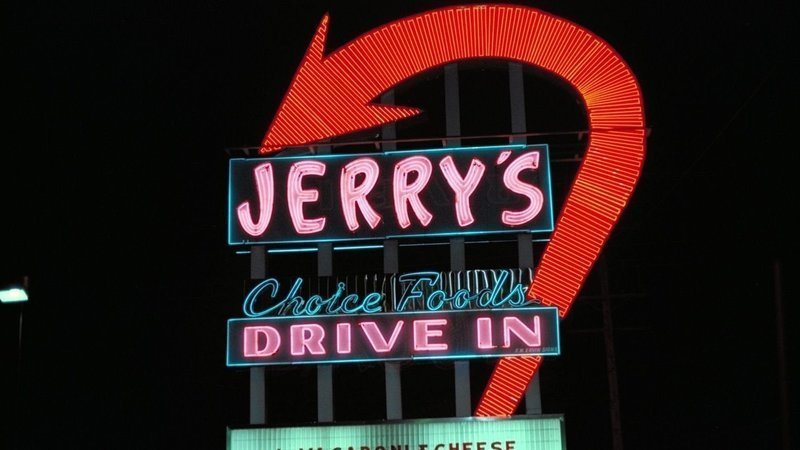 JERRY'S
Choice Foods
DRIVE IN
MACARONI & CHEESE